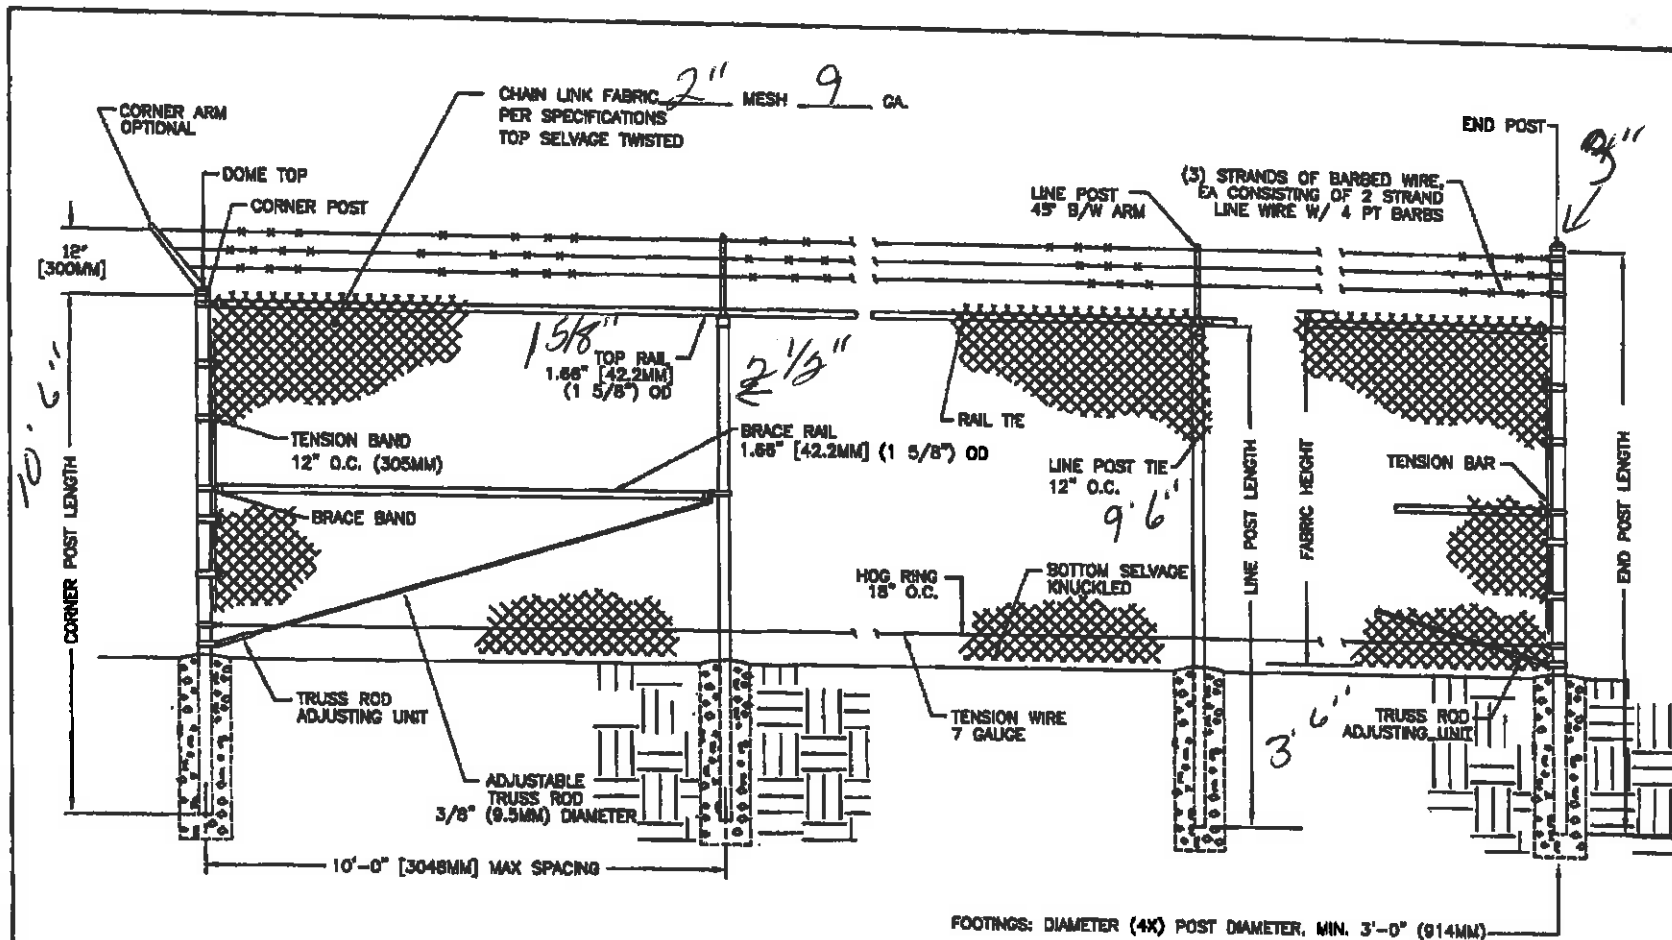 CHAIN LINK FABRIC 2" MESH 9 GA.
PER SPECIFICATIONS
TOP SELVAGE TWISTED
CORNER ARM
OPTIONAL
END POST
3"
DOME TOP
CORNER POST
(3) STRANDS OF BARBED WIRE,
EA CONSISTING OF 2 STRAND
LINE WIRE W/ 4 PT BARBS
LINE POST
45° B/W ARM
12"
[300MM]
1 5/8"
TOP RAIL
1.66" [42.2MM]
(1 5/8") OD
2 1/2"
10' 6"
CORNER POST LENGTH
RAIL TIE
TENSION BAND
12" O.C. (305MM)
BRACE RAIL
1.66" [42.2MM] (1 5/8") OD
LINE POST TIE
12" O.C.
9' 6"
LINE POST LENGTH
FABRIC HEIGHT
TENSION BAR
END POST LENGTH
BRACE BAND
HOG RING
18" O.C.
BOTTOM SELVAGE
KNUCKLED
TRUSS ROD
ADJUSTING UNIT
TENSION WIRE
7 GAUGE
3' 6"
TRUSS ROD
ADJUSTING UNIT
ADJUSTABLE
TRUSS ROD
3/8" (9.5MM) DIAMETER
10'-0" [3048MM] MAX SPACING
FOOTINGS: DIAMETER (4X) POST DIAMETER, MIN. 3'-0" (914MM)